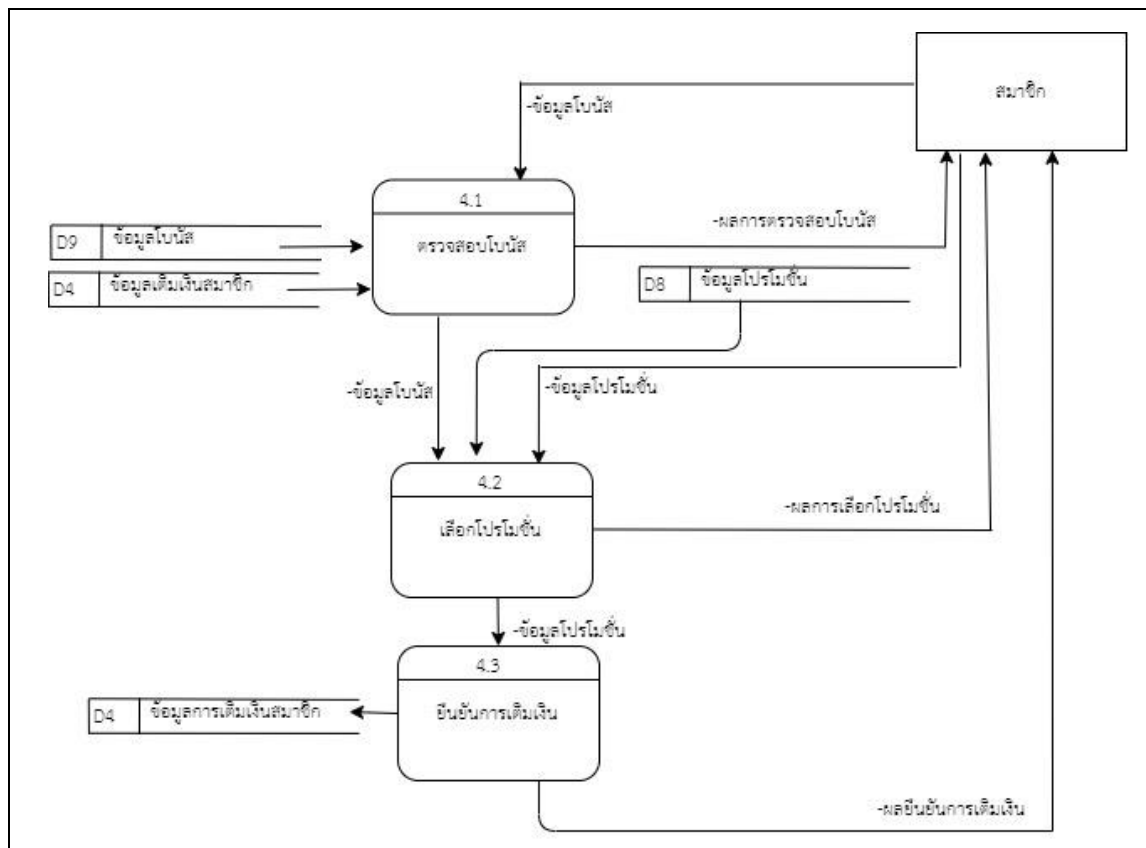 สมาชิก
-ข้อมูลโบนัส
4.1
ตรวจสอบโบนัส
D9 ข้อมูลโบนัส
-ผลการตรวจสอบโบนัส
D4 ข้อมูลเติมเงินสมาชิก
D8 ข้อมูลโปรโมชั่น
-ข้อมูลโบนัส
-ข้อมูลโปรโมชั่น
4.2
เลือกโปรโมชั่น
-ผลการเลือกโปรโมชั่น
-ข้อมูลโปรโมชั่น
4.3
ยืนยันการเติมเงิน
D4 ข้อมูลการเติมเงินสมาชิก
-ผลยืนยันการเติมเงิน